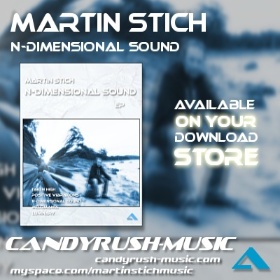 MARTIN STICH
N-DIMENSIONAL SOUND
MARTIN STICH
N-DIMENSIONAL SOUND
EP
AVAILABLE
ON YOUR
DOWNLOAD
STORE
CANDYRUSH-MUSIC
candyrush-music.com
myspace.com/martinstichmusic